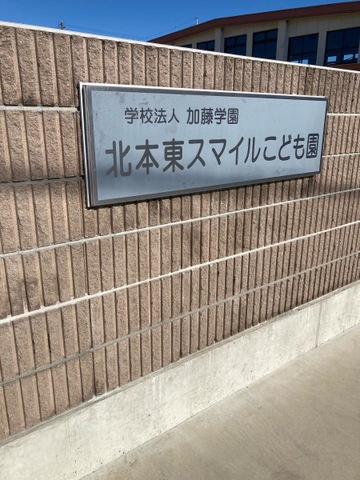 学校法人 加藤学園
北本東スマイルこども園